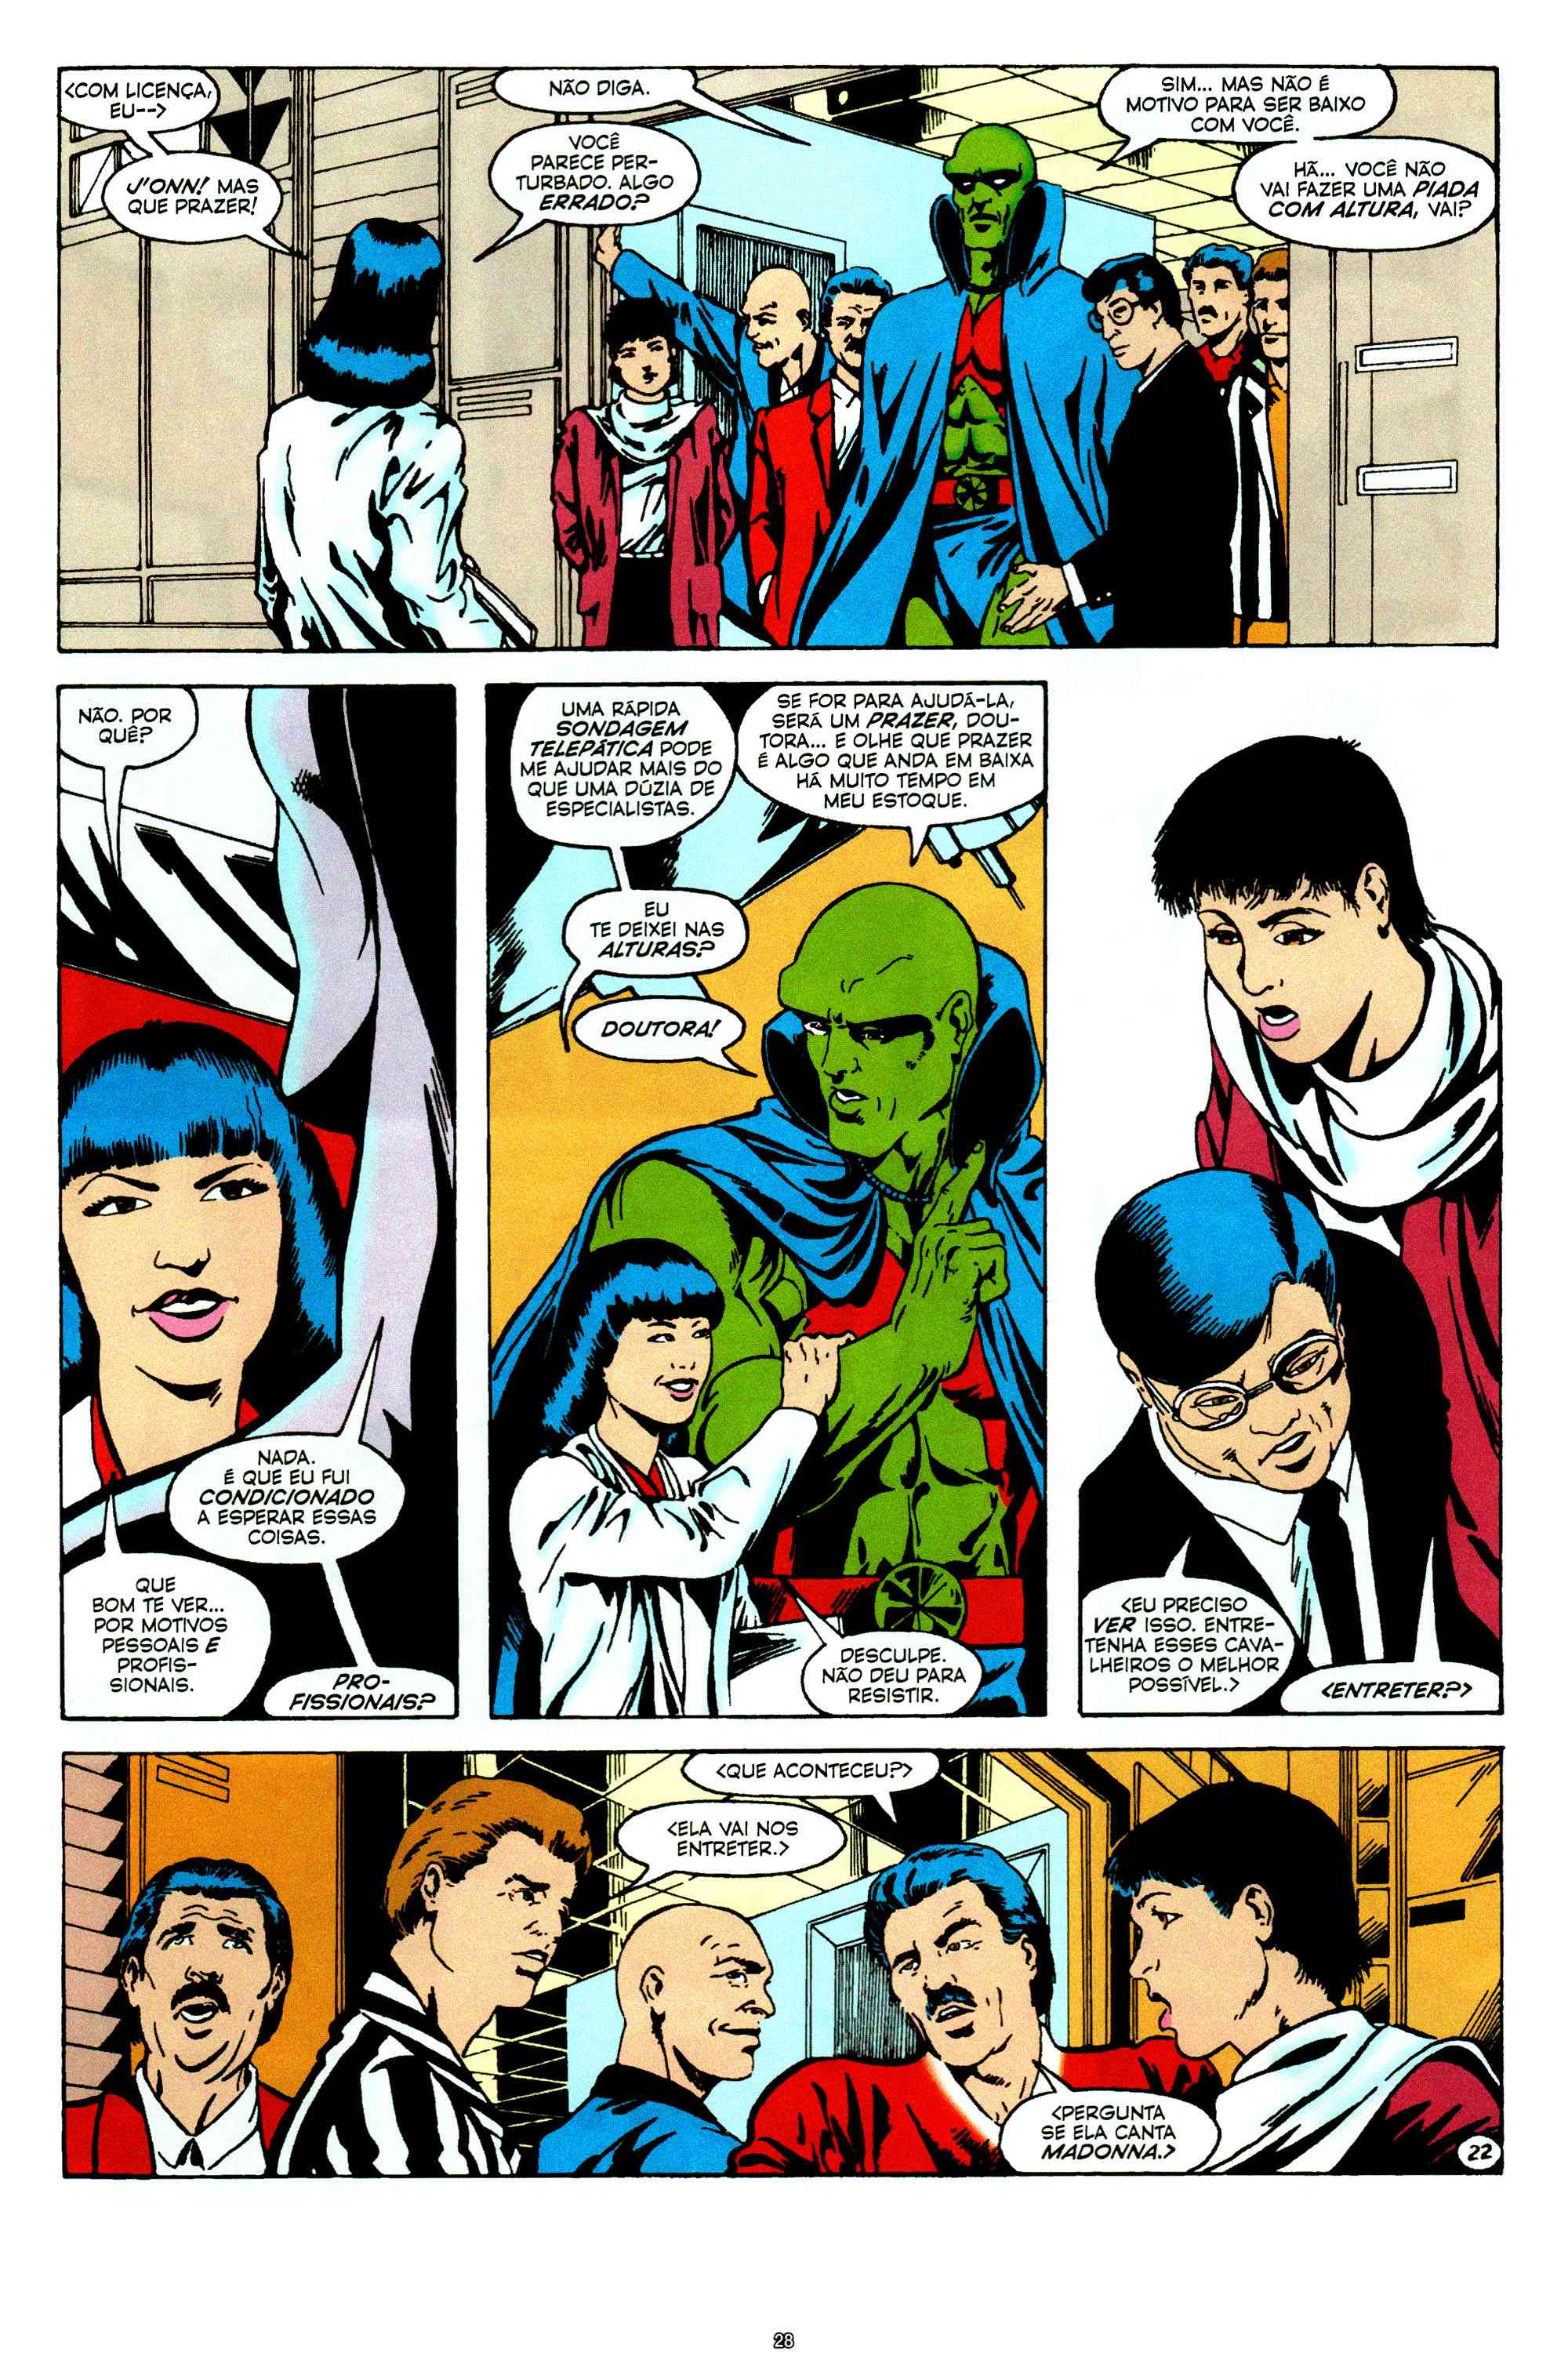 <COM LICENÇA,
EU-->
J'ONN! MAS
QUE PRAZER!
NÃO DIGA.
VOCÊ
PARECE PER-
TURBADO. ALGO
ERRADO?
SIM... MAS NÃO É
MOTIVO PARA SER BAIXO
COM VOCÊ.
HÃ... VOCÊ NÃO
VAI FAZER UMA PIADA
COM ALTURA, VAI?
NÃO. POR
QUÊ?
NADA.
É QUE EU FUI
CONDICIONADO
A ESPERAR ESSAS
COISAS.
QUE
BOM TE VER...
POR MOTIVOS
PESSOAIS E
PROFIS-
SIONAIS.
PRO-
FISSIONAIS?
UMA RÁPIDA
SONDAGEM
TELEPÁTICA PODE
ME AJUDAR MAIS DO
QUE UMA DÚZIA DE
ESPECIALISTAS.
SE FOR PARA AJUDÁ-LA,
SERÁ UM PRAZER, DOU-
TORA... E OLHE QUE PRAZER
É ALGO QUE ANDA EM BAIXA
HÁ MUITO TEMPO EM
MEU ESTOQUE.
EU
TE DEIXEI NAS
ALTURAS?
DOUTORA!
DESCULPE.
NÃO DEU PARA
RESISTIR.
<EU PRECISO
VER ISSO. ENTRE-
TENHA ESSES CAVA-
LHEIROS O MELHOR
POSSÍVEL.>
<ENTRETER?>
<QUE ACONTECEU?>
<ELA VAI NOS
ENTRETER.>
<PERGUNTA
SE ELA CANTA
MADONNA.>
22
28